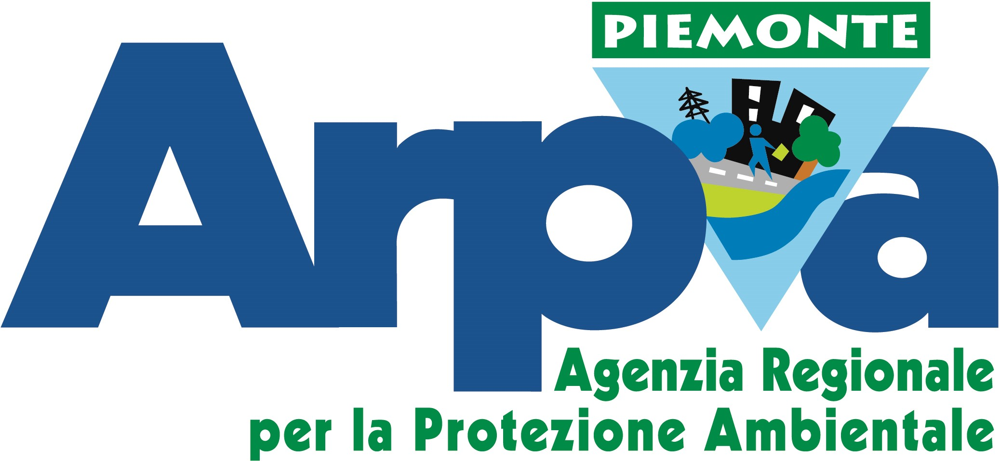 PIEMONTE
Arpa
Agenzia Regionale
per la Protezione Ambientale